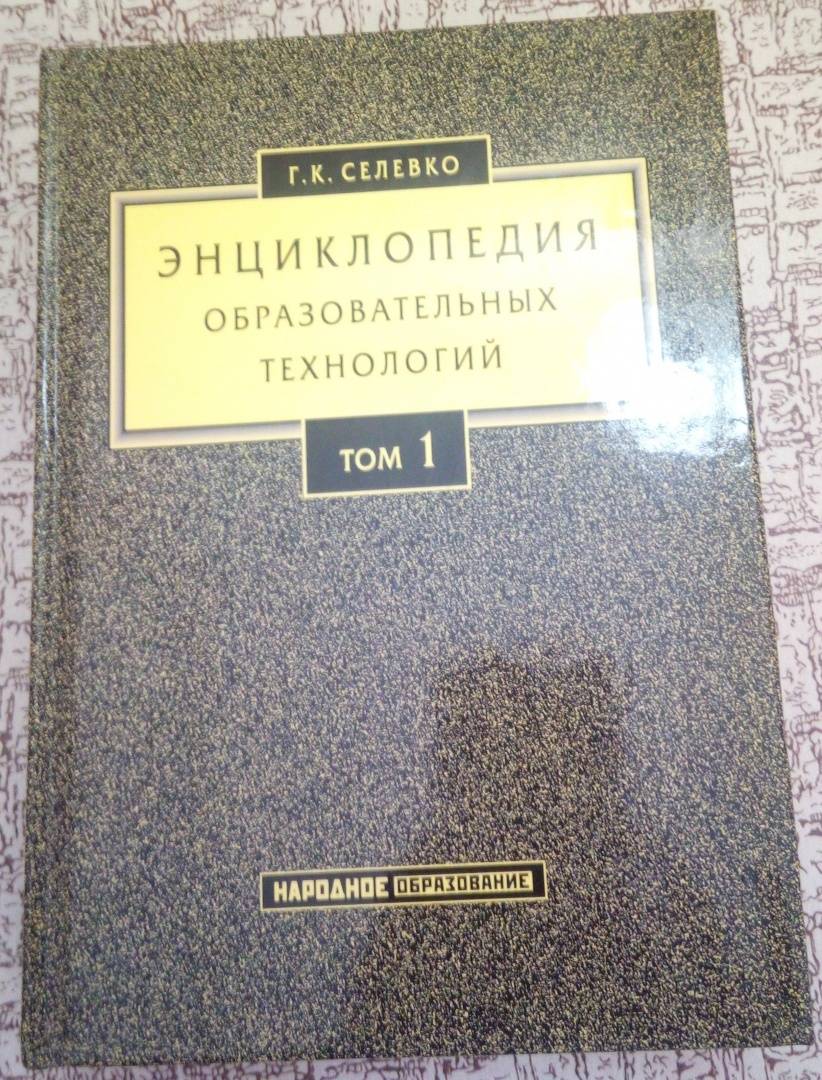 Г.К. СЕЛЕВКО
ЭНЦИКЛОПЕДИЯ
ОБРАЗОВАТЕЛЬНЫХ
ТЕХНОЛОГИЙ
ТОМ 1
НАРОДНОЕ ОБРАЗОВАНИЕ